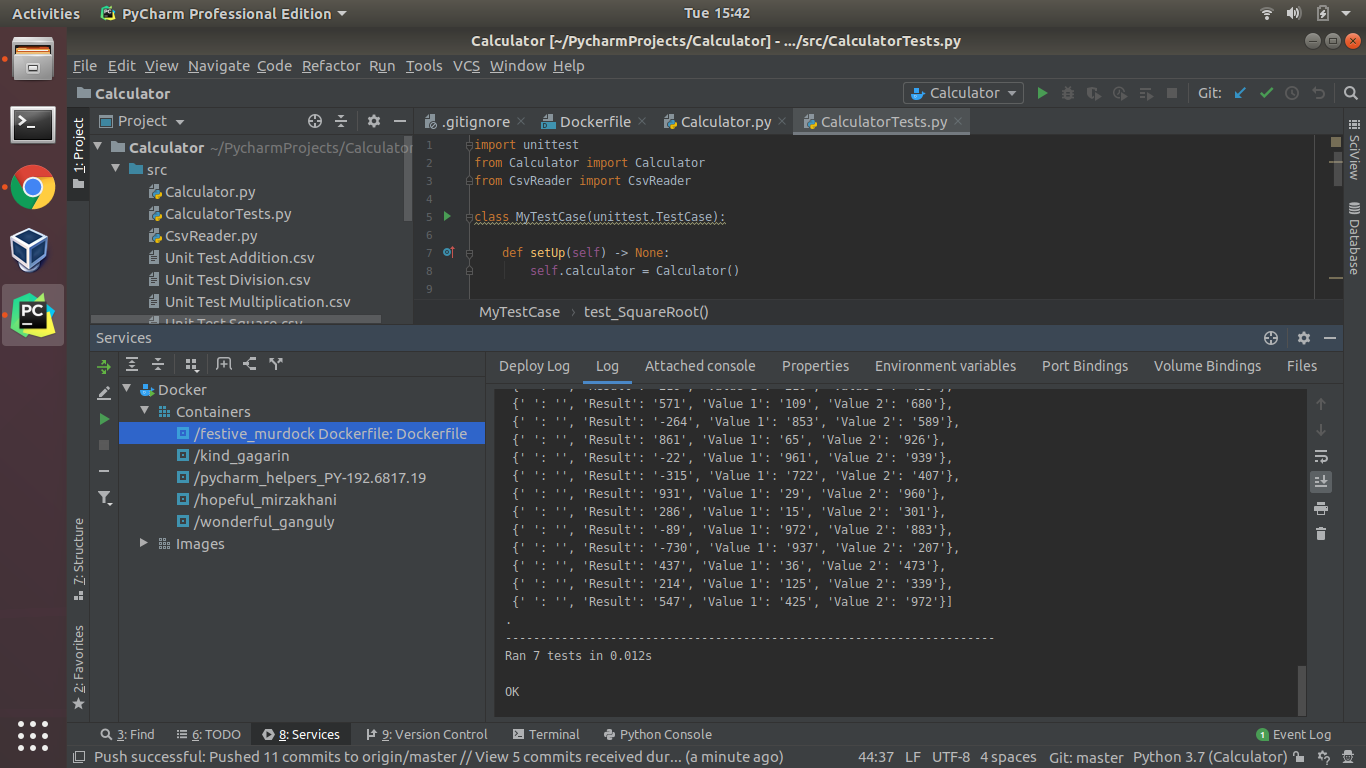 Activities PyCharm Professional Edition Tue 15:42
Calculator [~/PycharmProjects/Calculator] - .../src/CalculatorTests.py
File Edit View Navigate Code Refactor Run Tools VCS Window Help
Calculator Calculator Git:
1: Project
Project
Calculator ~/PycharmProjects/Calculator
src
Calculator.py
CalculatorTests.py
CsvReader.py
Unit Test Addition.csv
Unit Test Division.csv
Unit Test Multiplication.csv
Unit Test Square.csv
.gitignore Dockerfile Calculator.py CalculatorTests.py
1 import unittest
2 from Calculator import Calculator
3 from CsvReader import CsvReader
4
5 class MyTestCase(unittest.TestCase):
6
7 def setUp(self) -> None:
8 self.calculator = Calculator()
9
MyTestCase › test_SquareRoot()
SciView
Database
Services
Docker
Containers
/festive_murdock Dockerfile: Dockerfile
/kind_gagarin
/pycharm_helpers_PY-192.6817.19
/hopeful_mirzakhani
/wonderful_ganguly
Images
7: Structure
2: Favorites
Deploy Log Log Attached console Properties Environment variables Port Bindings Volume Bindings Files
{' ': '', 'Result': '571', 'Value 1': '109', 'Value 2': '680'},
{' ': '', 'Result': '-264', 'Value 1': '853', 'Value 2': '589'},
{' ': '', 'Result': '861', 'Value 1': '65', 'Value 2': '926'},
{' ': '', 'Result': '-22', 'Value 1': '961', 'Value 2': '939'},
{' ': '', 'Result': '-315', 'Value 1': '722', 'Value 2': '407'},
{' ': '', 'Result': '931', 'Value 1': '29', 'Value 2': '960'},
{' ': '', 'Result': '286', 'Value 1': '15', 'Value 2': '301'},
{' ': '', 'Result': '-89', 'Value 1': '972', 'Value 2': '883'},
{' ': '', 'Result': '-730', 'Value 1': '937', 'Value 2': '207'},
{' ': '', 'Result': '437', 'Value 1': '36', 'Value 2': '473'},
{' ': '', 'Result': '214', 'Value 1': '125', 'Value 2': '339'},
{' ': '', 'Result': '547', 'Value 1': '425', 'Value 2': '972'}]
.
----------------------------------------------------------------------
Ran 7 tests in 0.012s
OK
3: Find 6: TODO 8: Services 9: Version Control Terminal Python Console 1 Event Log
Push successful: Pushed 11 commits to origin/master // View 5 commits received dur... (a minute ago) 44:37 LF UTF-8 4 spaces Git: master Python 3.7 (Calculator)